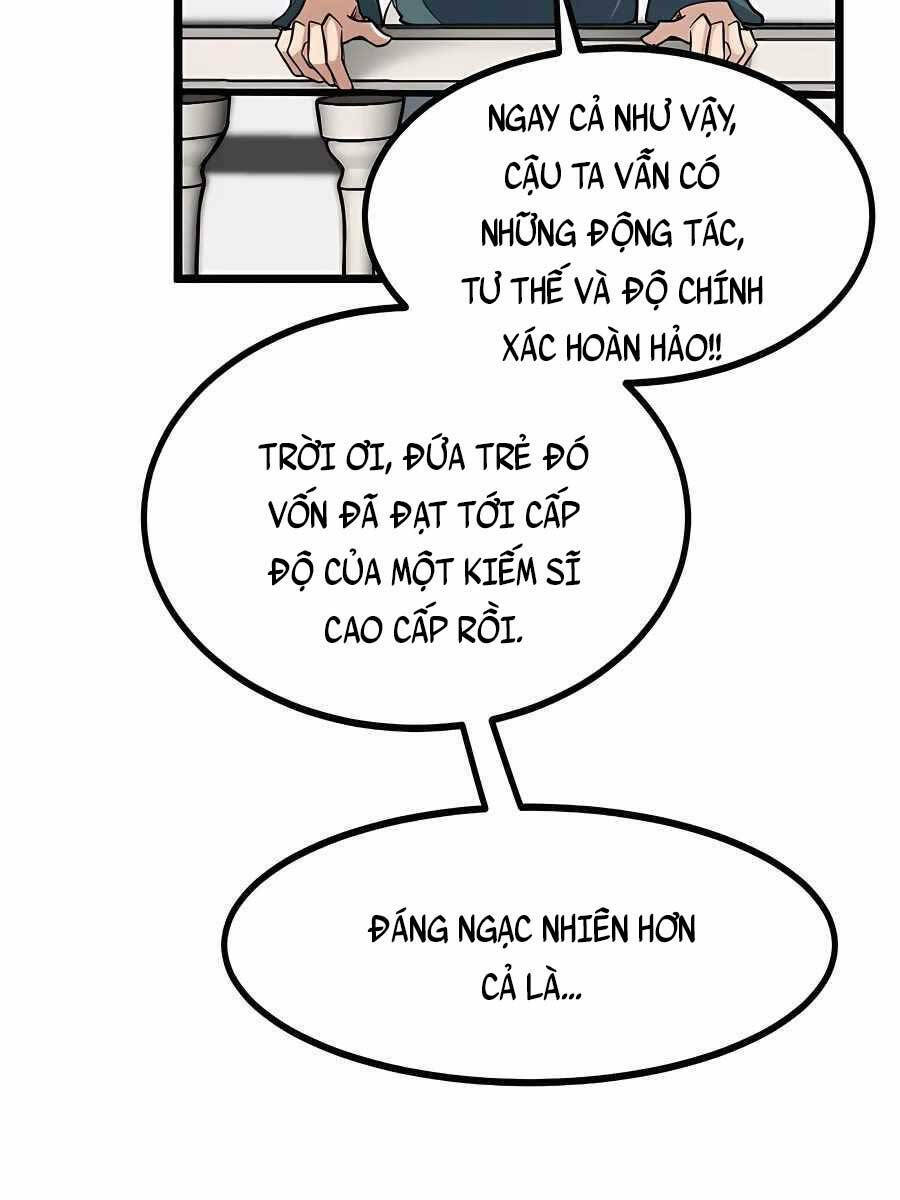 NGAY CẢ NHƯ VẬY,
CẬU TA VẪN CÓ
NHỮNG ĐỘNG TÁC,
TƯ THẾ VÀ ĐỘ CHÍNH
XÁC HOÀN HẢO!!
TRỜI ƠI, ĐỨA TRẺ ĐÓ
VỐN ĐÃ ĐẠT TỚI CẤP
ĐỘ CỦA MỘT KIẾM SĨ
CAO CẤP RỒI.
ĐÁNG NGẠC NHIÊN HƠN
CẢ LÀ...